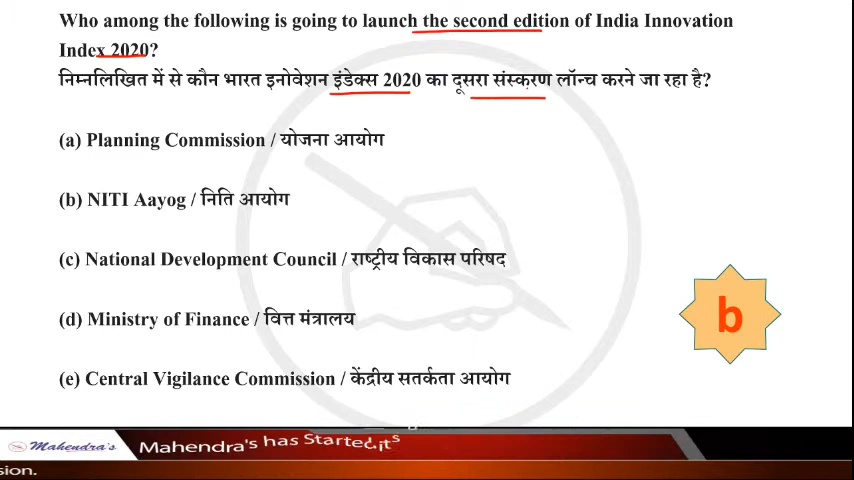 Who among the following is going to launch the second edition of India Innovation
Index 2020?
निम्नलिखित में से कौन भारत इनोवेशन इंडेक्स 2020 का दूसरा संस्करण लॉन्च करने जा रहा है?
(a) Planning Commission / योजना आयोग
(b) NITI Aayog / निति आयोग
(c) National Development Council / राष्ट्रीय विकास परिषद
(d) Ministry of Finance / वित्त मंत्रालय
(e) Central Vigilance Commission / केंद्रीय सतर्कता आयोग
b
Mahendra's
Mahendra's has Started its
sion.